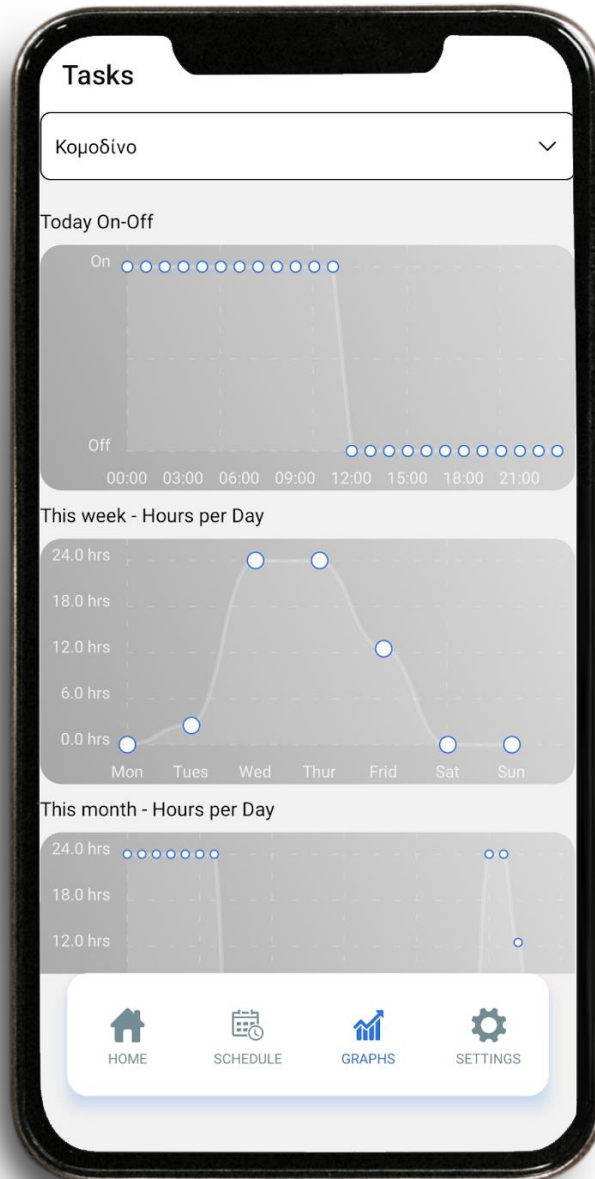 Tasks
Κομοδίνο
Today On-Off
On
Off
00:00 03:00 06:00 09:00 12:00 15:00 18:00 21:00
This week - Hours per Day
24.0 hrs
18.0 hrs
12.0 hrs
6.0 hrs
0.0 hrs
Mon Tues Wed Thur Frid Sat Sun
This month - Hours per Day
24.0 hrs
18.0 hrs
12.0 hrs
HOME SCHEDULE GRAPHS SETTINGS